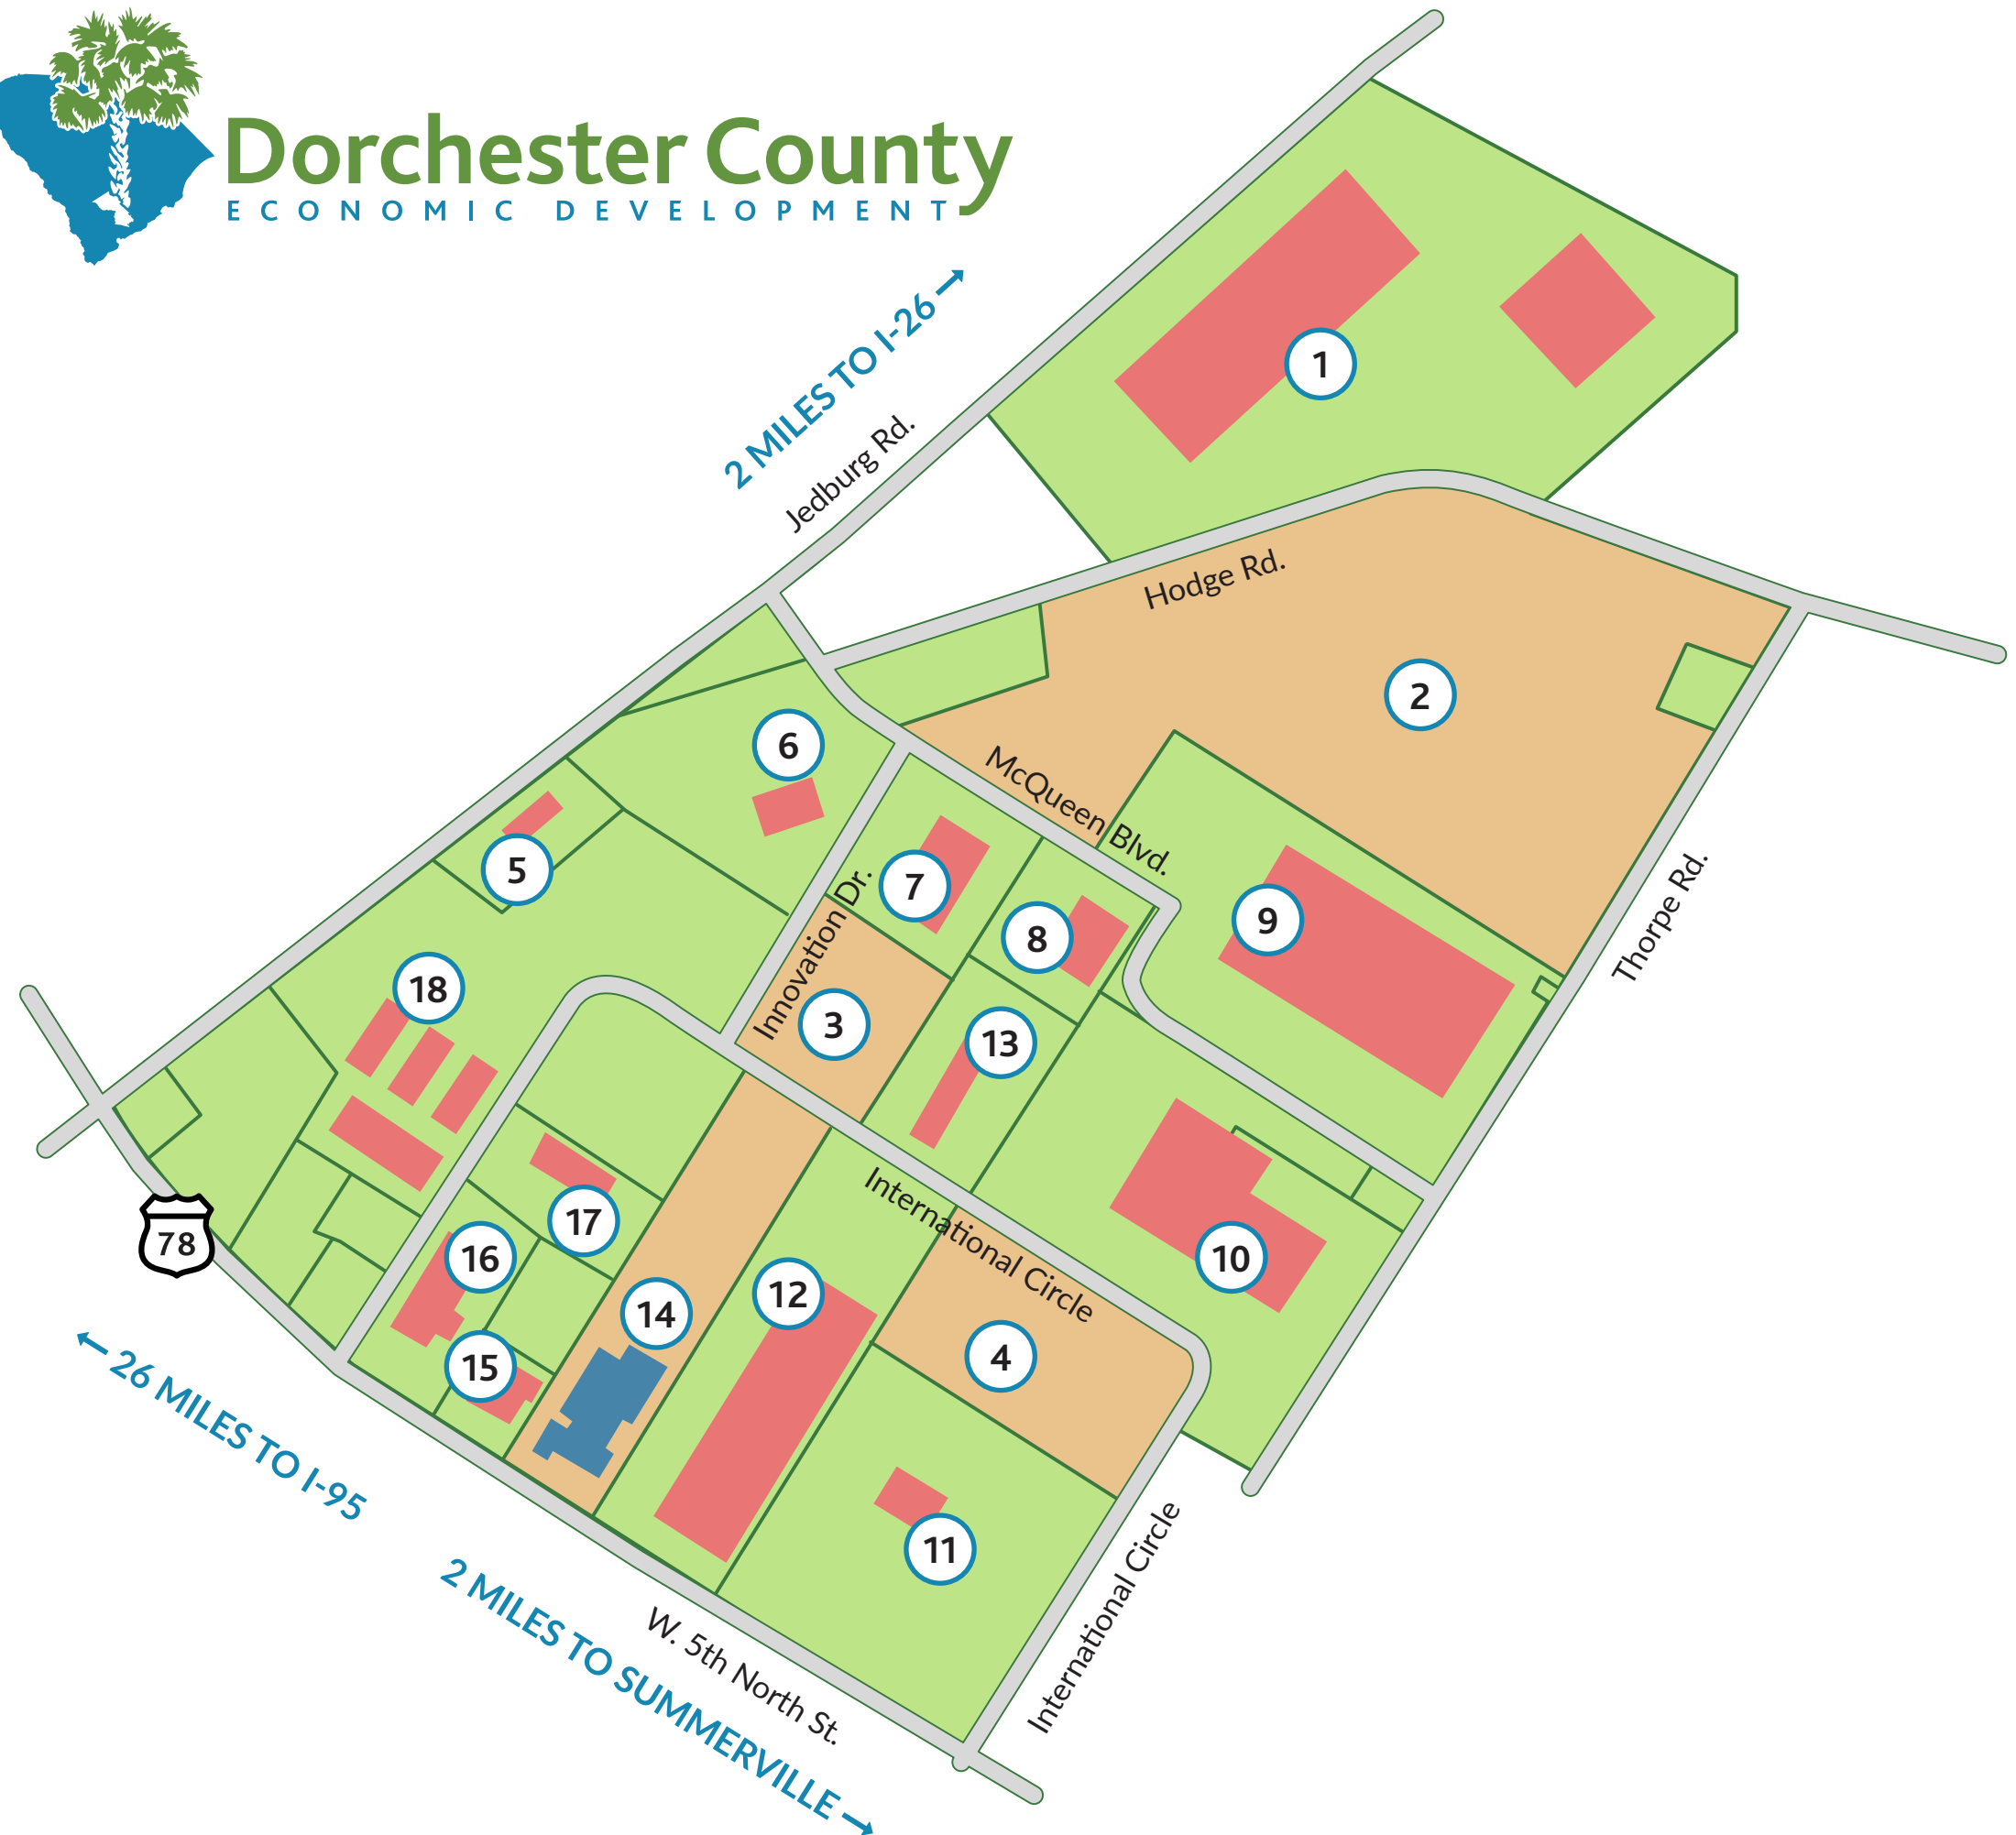 Dorchester County
ECONOMIC DEVELOPMENT
2 MILES TO I-26
Jedburg Rd.
1
Hodge Rd.
2
6
McQueen Blvd.
5
7
8
9
Innovation Dr.
Thorpe Rd.
18
3
13
International Circle
17
16
10
78
14
12
15
4
26 MILES TO I-95
11
International Circle
2 MILES TO SUMMERVILLE
W. 5th North St.